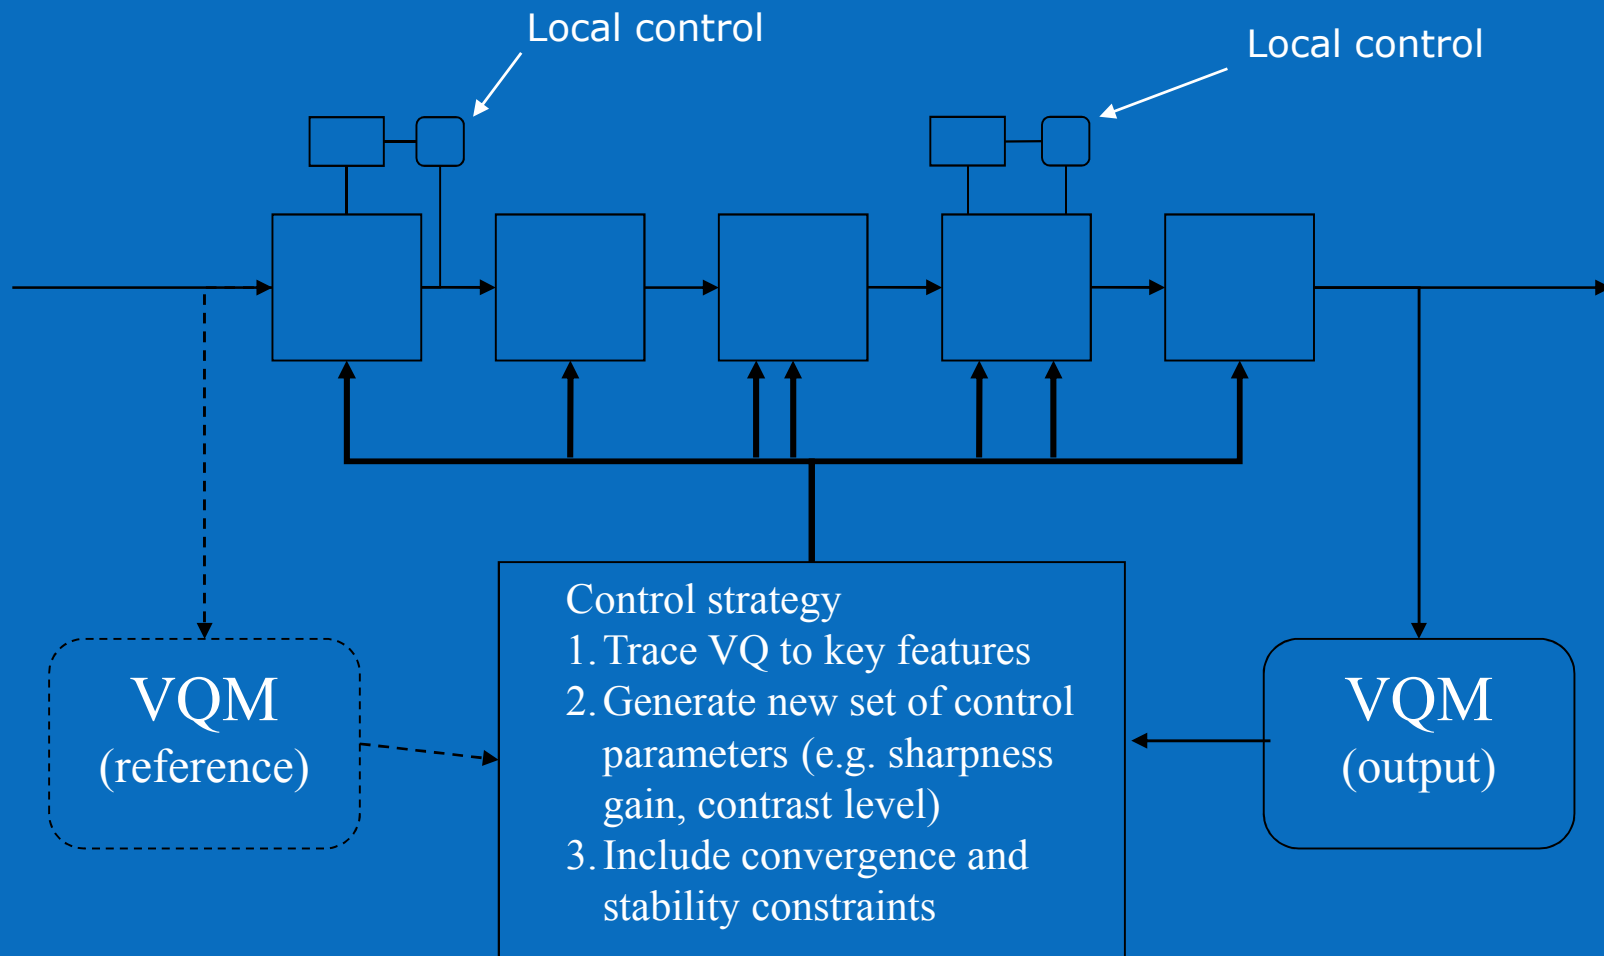 Local control
Local control
Control strategy
1. Trace VQ to key features
2. Generate new set of control
parameters (e.g. sharpness
gain, contrast level)
3. Include convergence and
stability constraints
VQM
(reference)
VQM
(output)